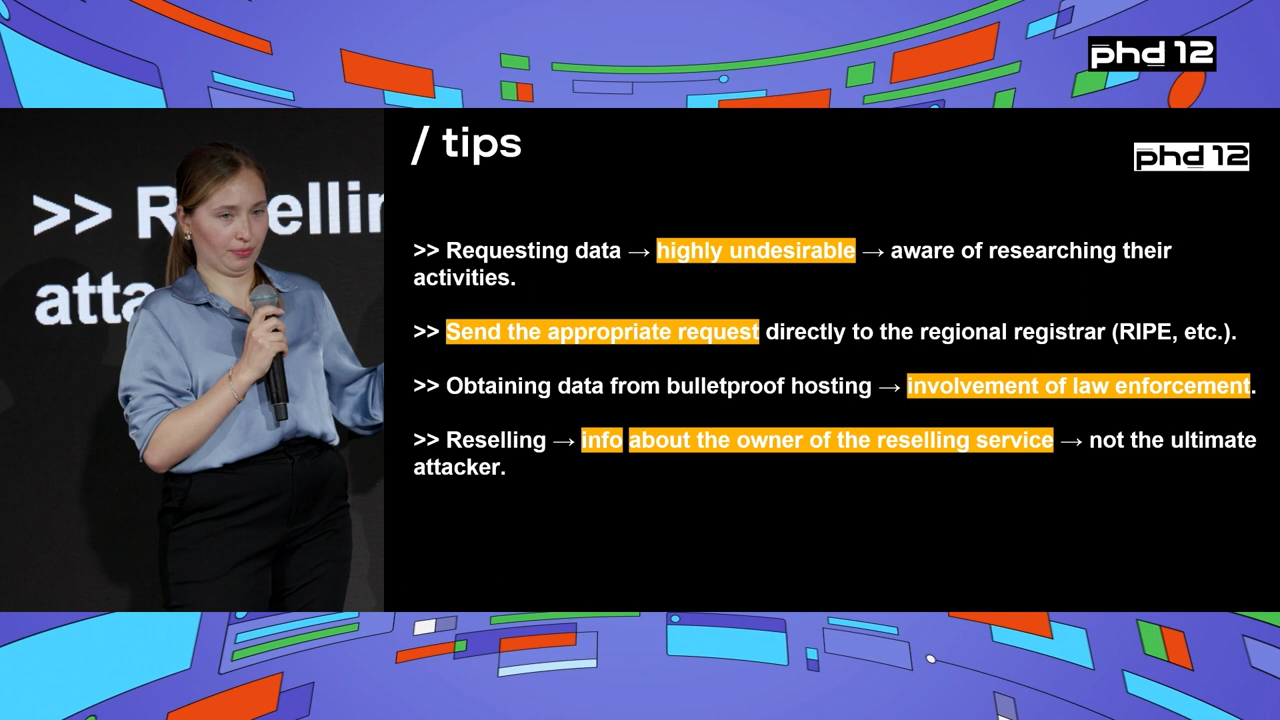 phd 12
/ tips
phd 12
>> Requesting data → highly undesirable → aware of researching their
activities.
>> Send the appropriate request directly to the regional registrar (RIPE, etc.).
>> Obtaining data from bulletproof hosting → involvement of law enforcement.
>> Reselling → info about the owner of the reselling service → not the ultimate
attacker.
>> R ellin
atta